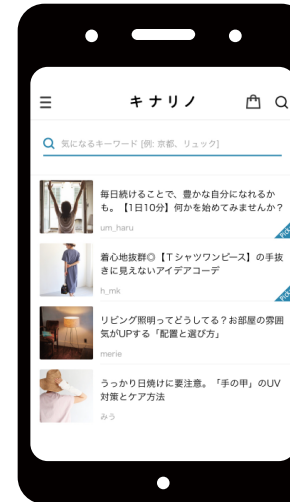 キナリノ
気になるキーワード [例: 京都、リュック]
毎日続けることで、豊かな自分になれるか
も。【1日10分】何かを始めてみませんか？
um_haru
Pick
着心地抜群◎【Tシャツワンピース】の手抜
きに見えないアイデアコーデ
h_mk
Pick
リビング照明ってどうしてる？お部屋の雰囲
気がUPする「配置と選び方」
merie
うっかり日焼けに要注意。「手の甲」のUV
対策とケア方法
みう